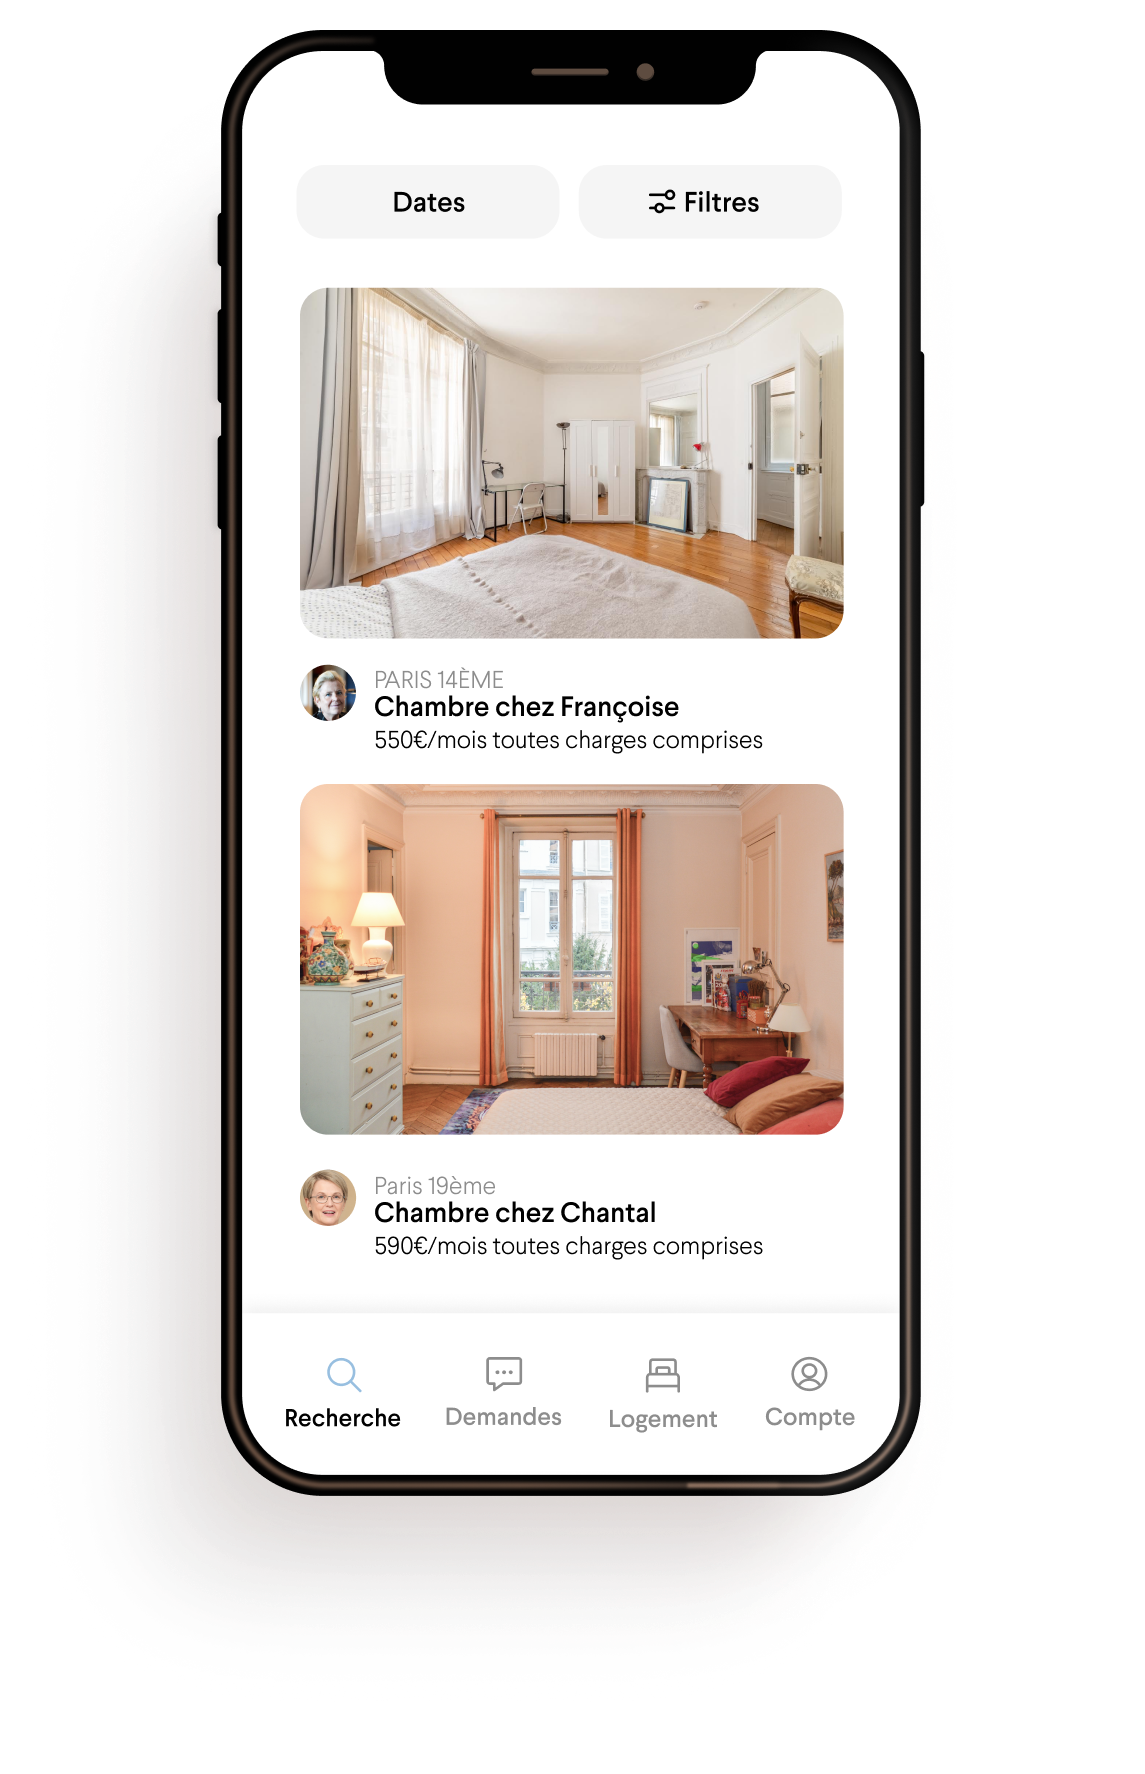 Dates
Filtres
PARIS 14ÈME
Chambre chez Françoise
550€/mois toutes charges comprises
Paris 19ème
Chambre chez Chantal
590€/mois toutes charges comprises
Recherche
Demandes
Logement
Compte